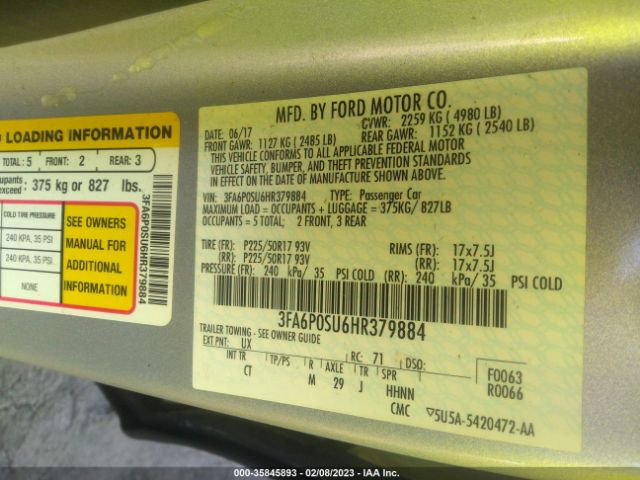 LOADING INFORMATION
TOTAL: 5 FRONT: 2 REAR: 3
375 kg or 827 lbs.
COLD TIRE PRESSURE
240 KPA, 35 PSI
240 KPA, 35 PSI
NONE
SEE OWNERS
MANUAL FOR
ADDITIONAL
INFORMATION
3FA6P0SU6HR379884
MFD. BY FORD MOTOR CO.
DATE: 06/17 GVWR: 2259 KG ( 4980 LB)
FRONT GAWR: 1127 KG ( 2485 LB) REAR GAWR: 1152 KG ( 2540 LB)
THIS VEHICLE CONFORMS TO ALL APPLICABLE FEDERAL MOTOR
VEHICLE SAFETY, BUMPER, AND THEFT PREVENTION STANDARDS
IN EFFECT ON THE DATE OF MANUFACTURE SHOWN ABOVE.
VIN: 3FA6P0SU6HR379884 TYPE: Passenger Car
MAXIMUM LOAD = OCCUPANTS + LUGGAGE = 375KG/ 827LB
OCCUPANTS = 5 TOTAL: 2 FRONT, 3 REAR
TIRE (FR): P225/50R17 93V RIMS (FR): 17x7.5J
(RR): P225/50R17 93V (RR): 17x7.5J
PRESSURE (FR): 240 kPa/ 35 PSI COLD (RR): 240 kPa/ 35 PSI COLD
3FA6P0SU6HR379884
TRAILER TOWING - SEE OWNER GUIDE
EXT PNT: UX RC: 71 DSO:
INT TR TP/PS R AXLE TR SPR
CT M 29 J HHNN
CMC
F0063
R0066
5U5A-5420472-AA
000-35845893 - 02/08/2023 - IAA Inc.